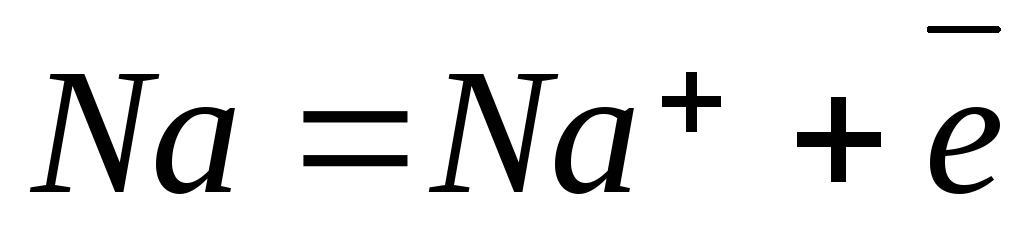 Na = Na⁺ + e̅